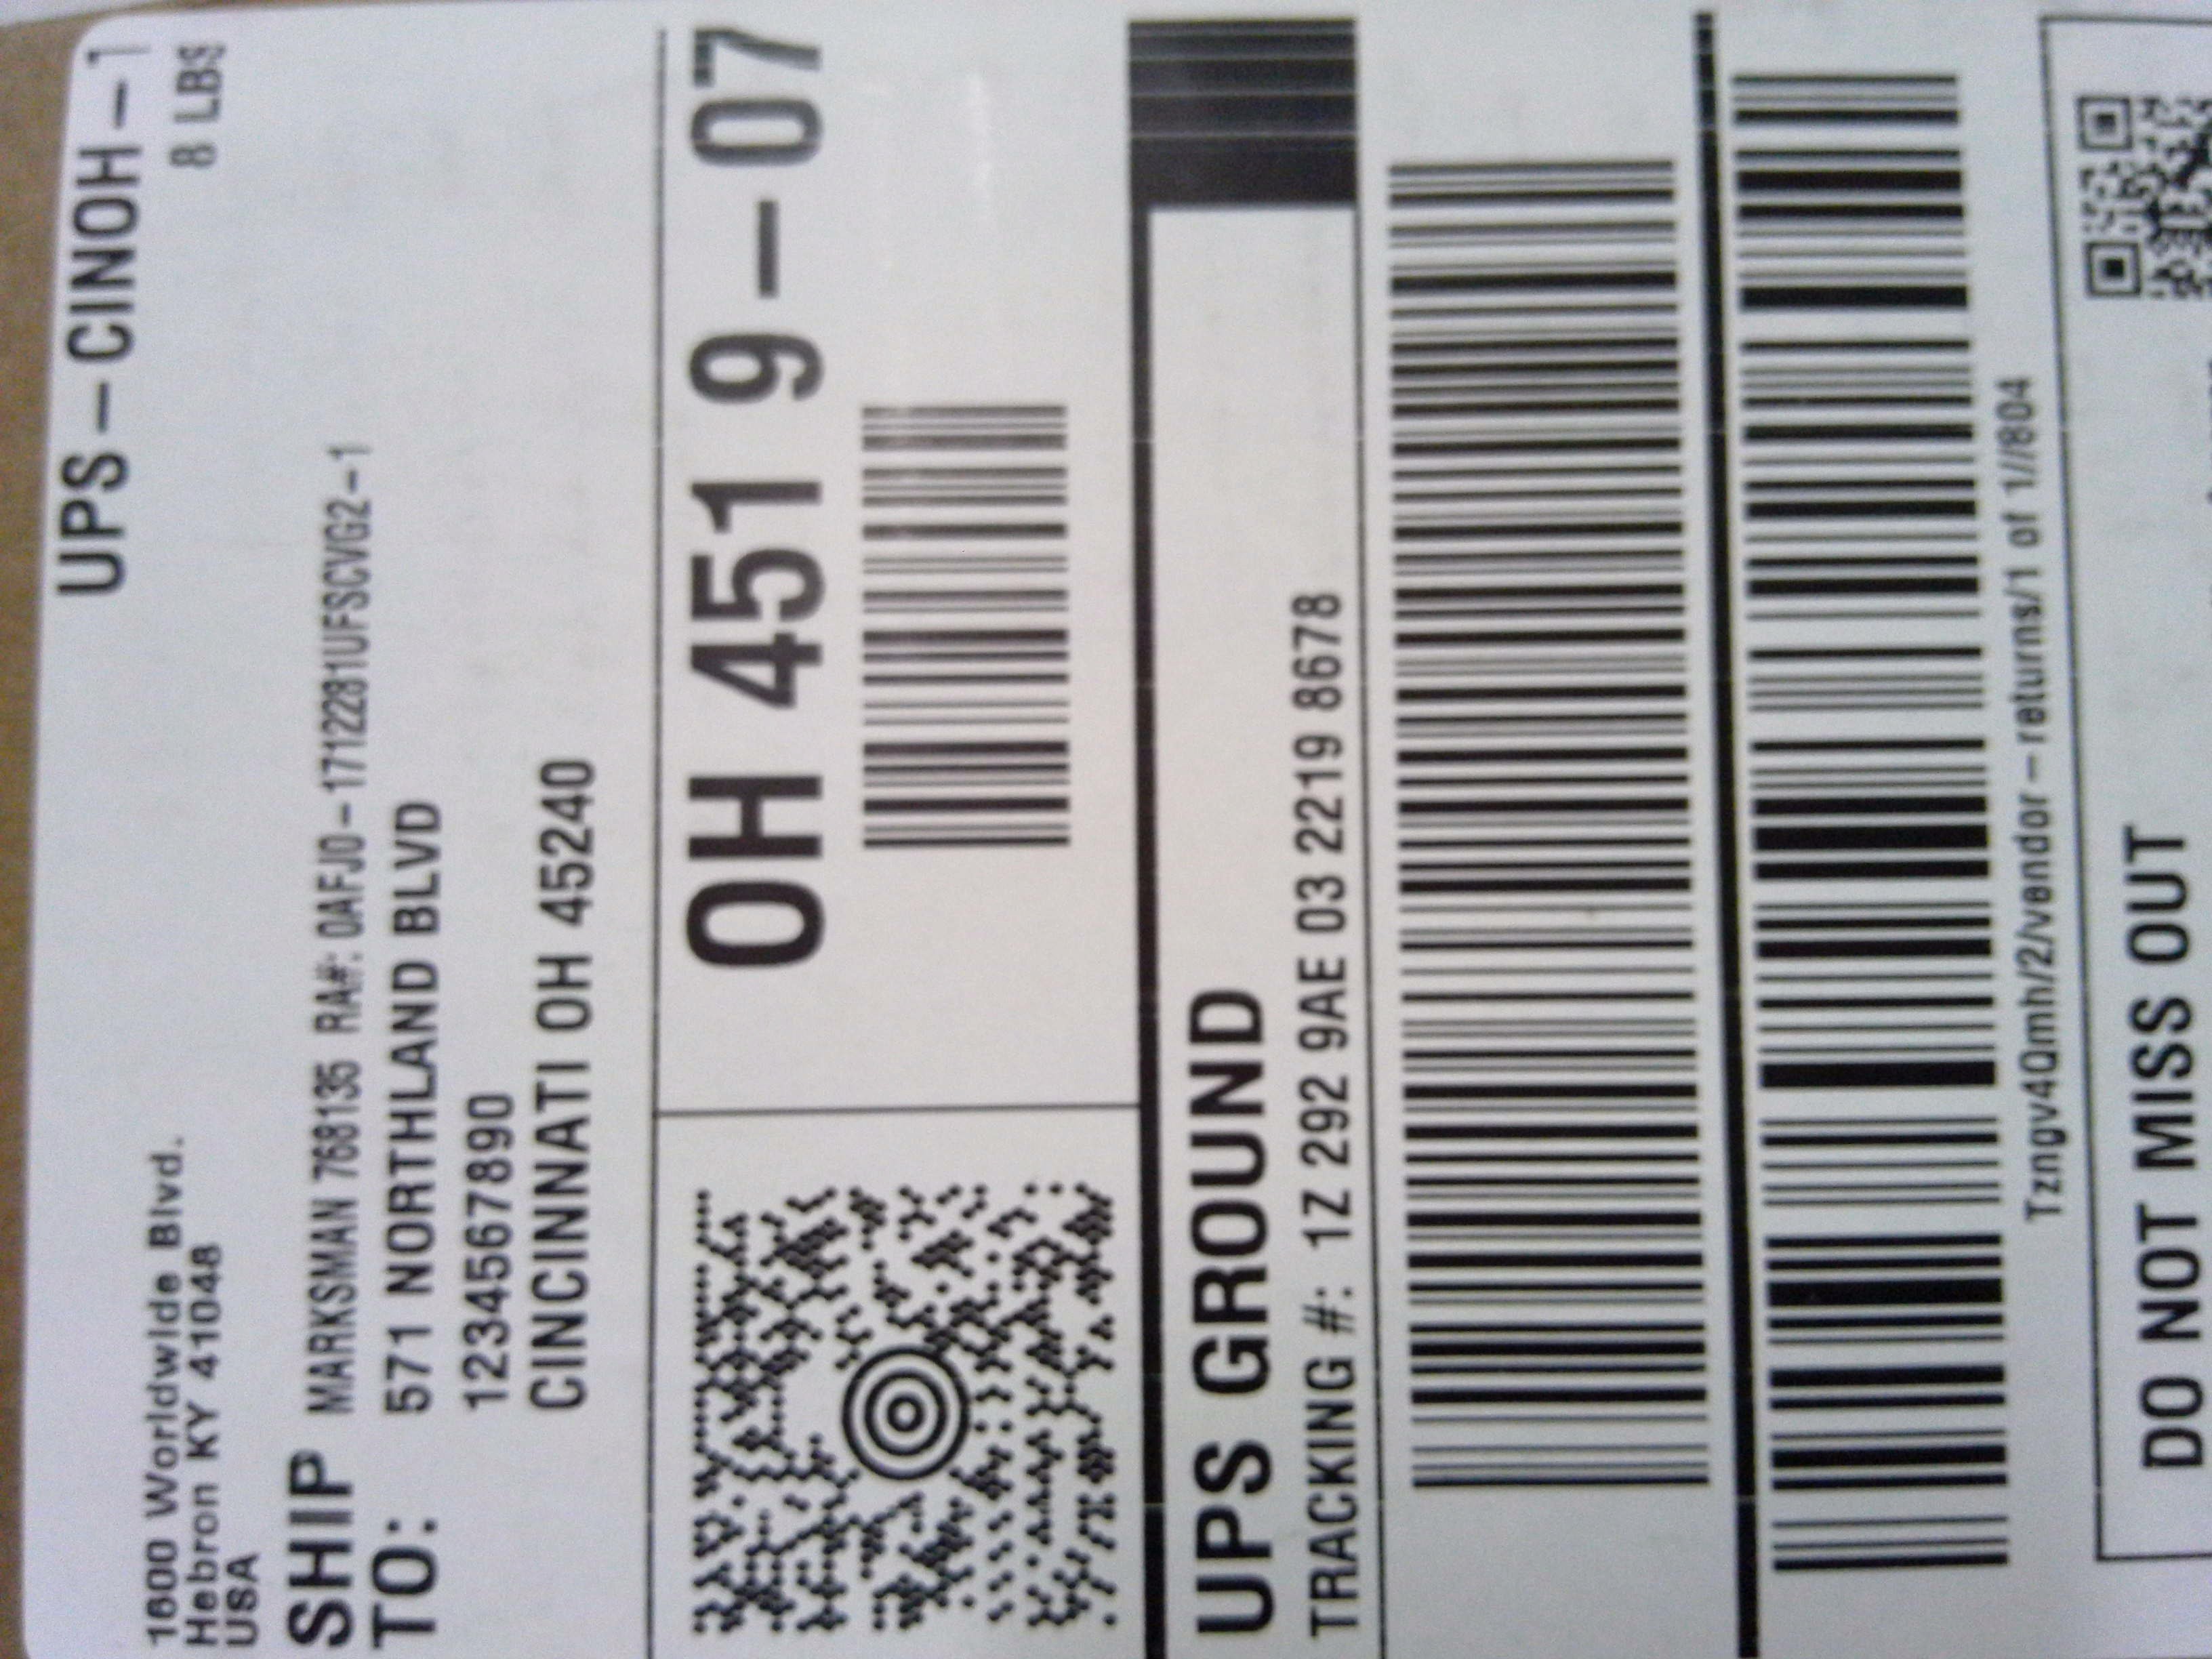 UPS-CINOH-1
8 LBS
1600 Worldwide Blvd.
Hebron KY 41048
USA
SHIP TO:
MARKSMAN 768135 RA#: 0AFJ0-1712281UFSCVG2-1
571 NORTHLAND BLVD
1234567890
CINCINNATI OH 45240
OH 451 9-07
UPS GROUND
TRACKING #: 1Z 292 9AE 03 2219 8678
Tzngv4Qmh/2/vendor-returns/1 of 1//804
DO NOT MISS OUT